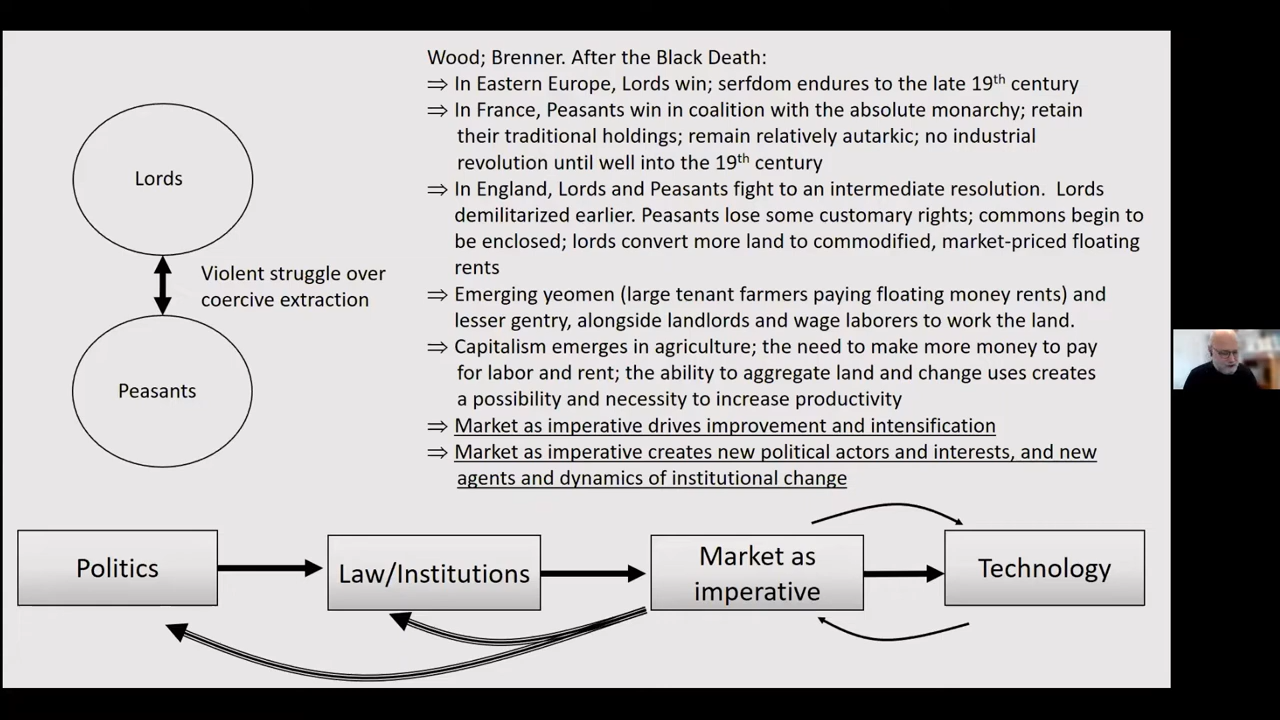 Wood; Brenner. After the Black Death:
⇒ In Eastern Europe, Lords win; serfdom endures to the late 19th century
⇒ In France, Peasants win in coalition with the absolute monarchy; retain
their traditional holdings; remain relatively autarkic; no industrial
revolution until well into the 19th century
⇒ In England, Lords and Peasants fight to an intermediate resolution.  Lords
demilitarized earlier. Peasants lose some customary rights; commons begin to
be enclosed; lords convert more land to commodified, market-priced floating
rents
⇒ Emerging yeomen (large tenant farmers paying floating money rents) and
lesser gentry, alongside landlords and wage laborers to work the land.
⇒ Capitalism emerges in agriculture; the need to make more money to pay
for labor and rent; the ability to aggregate land and change uses creates
a possibility and necessity to increase productivity
⇒ Market as imperative drives improvement and intensification
⇒ Market as imperative creates new political actors and interests, and new
agents and dynamics of institutional change
Lords
Violent struggle over
coercive extraction
Peasants
Politics
Law/Institutions
Market as
imperative
Technology